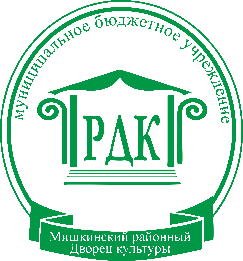 муниципальное бюджетное учреждение
РДК
Мишкинский районный
Дворец культуры